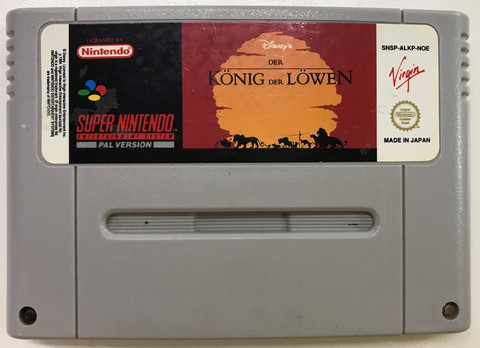 LICENSED BY
Nintendo
SUPER NINTENDO
ENTERTAINMENT SYSTEM
PAL VERSION
Disney's
DER
KÖNIG DER LÖWEN
SNSP-ALKP-NOE
Virgin
MADE IN JAPAN